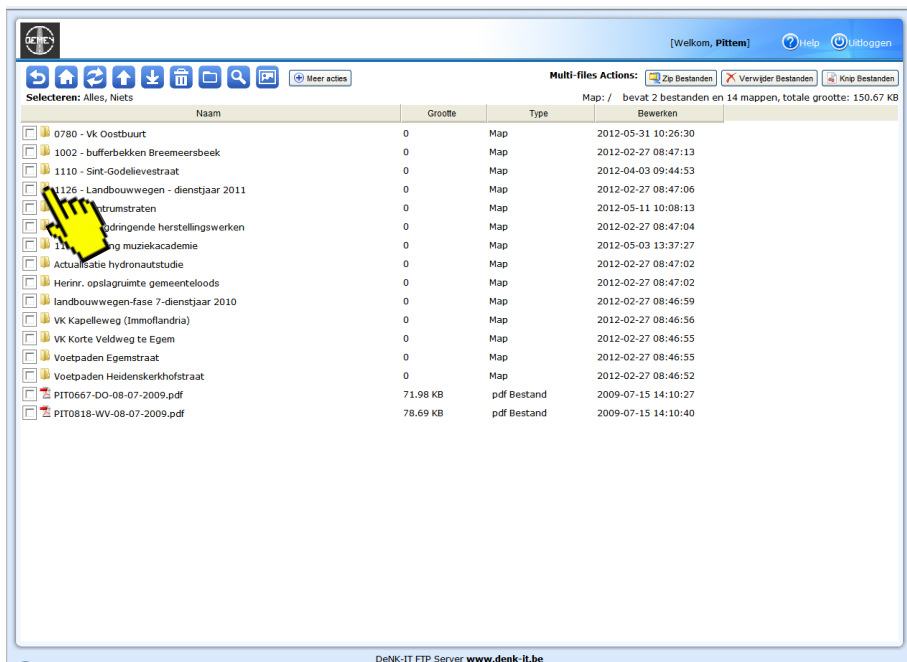 DEMEY
[Welkom, Pittem] Help Uitloggen
Meer acties Multi-files Actions: Zip Bestanden Verwijder Bestanden Knip Bestanden
Selecteren: Alles, Niets Map: / bevat 2 bestanden en 14 mappen, totale grootte: 150.67 KB
Naam Grootte Type Bewerken
0780 - Vk Oostbuurt 0 Map 2012-05-31 10:26:30
1002 - bufferbekken Breemeersbeek 0 Map 2012-02-27 08:47:13
1110 - Sint-Godelievestraat 0 Map 2012-04-03 09:44:53
1126 - Landbouwwegen - dienstjaar 2011 0 Map 2012-02-27 08:47:06
ntrumstraten 0 Map 2012-05-11 10:08:13
gdringende herstellingswerken 0 Map 2012-02-27 08:47:04
ng muziekacademie 0 Map 2012-05-03 13:37:27
Actualisatie hydronautstudie 0 Map 2012-02-27 08:47:02
Herinr. opslagruimte gemeenteloods 0 Map 2012-02-27 08:47:02
landbouwwegen-fase 7-dienstjaar 2010 0 Map 2012-02-27 08:46:59
VK Kapelleweg (Immoflandria) 0 Map 2012-02-27 08:46:56
VK Korte Veldweg te Egem 0 Map 2012-02-27 08:46:55
Voetpaden Egemstraat 0 Map 2012-02-27 08:46:55
Voetpaden Heidenskerkhofstraat 0 Map 2012-02-27 08:46:52
PIT0667-DO-08-07-2009.pdf 71.98 KB pdf Bestand 2009-07-15 14:10:27
PIT0818-WV-08-07-2009.pdf 78.69 KB pdf Bestand 2009-07-15 14:10:40
DeNK-IT FTP Server www.denk-it.be